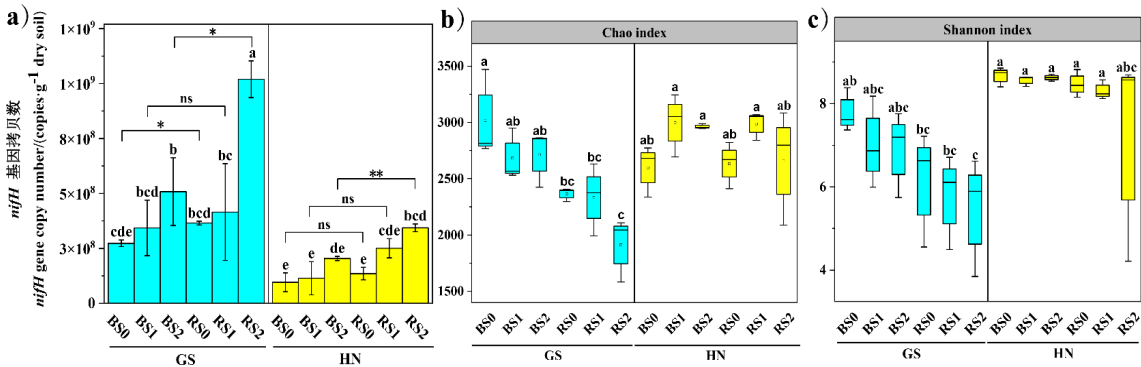 a)
nifH 基因拷贝数
nifH gene copy number/(copies·g⁻¹ dry soil)
1×10⁹
1×10⁹
8×10⁸
5×10⁸
3×10⁸
0
*
ns
*
a
b
bcd
bc
cde
bcd
**
ns
ns
bcd
cde
de
e
e
e
BS0 BS1 BS2 RS0 RS1 RS2 BS0 BS1 BS2 RS0 RS1 RS2
GS HN
b)
Chao index
3500
3000
2500
2000
1500
a ab ab bc bc c ab a a ab a ab
BS0 BS1 BS2 RS0 RS1 RS2 BS0 BS1 BS2 RS0 RS1 RS2
GS HN
c)
Shannon index
8
6
4
ab abc abc bc bc c a a a a a abc
BS0 BS1 BS2 RS0 RS1 RS2 BS0 BS1 BS2 RS0 RS1 RS2
GS HN